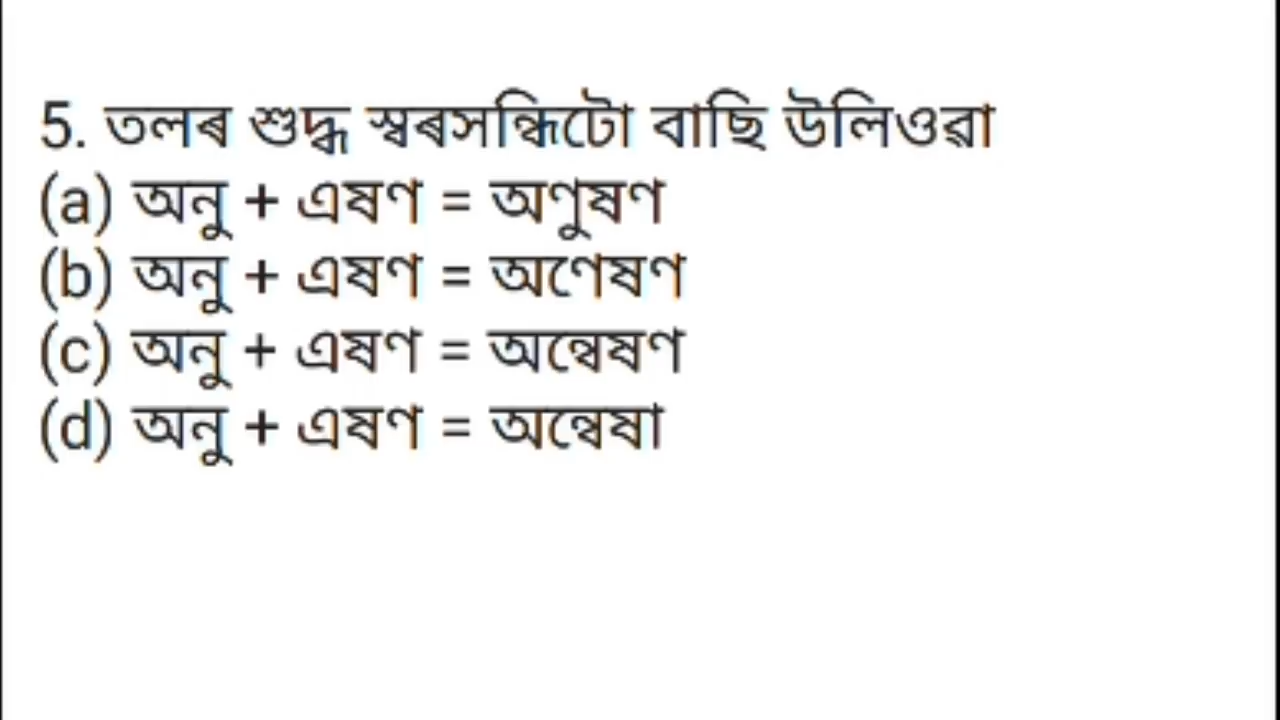 5. তলৰ শুদ্ধ স্বৰসন্ধিটো বাছি উলিওৱা
(a) অনু + এষণ = অণুষণ
(b) অনু + এষণ = অণেষণ
(c) অনু + এষণ = অন্বেষণ
(d) অনু + এষণ = অন্বেষা